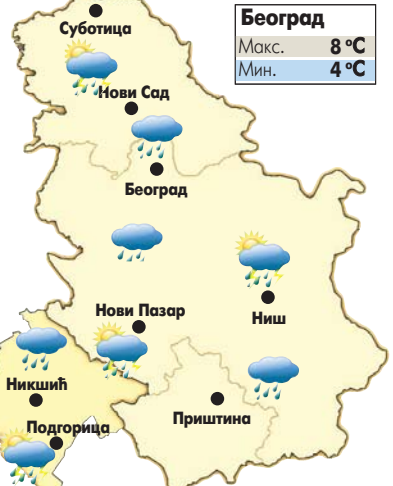 Суботица
Београд
Макс. 8 °C
Мин. 4 °C
Нови Сад
Београд
Нови Пазар
Ниш
Никшић
Приштина
Подгорица